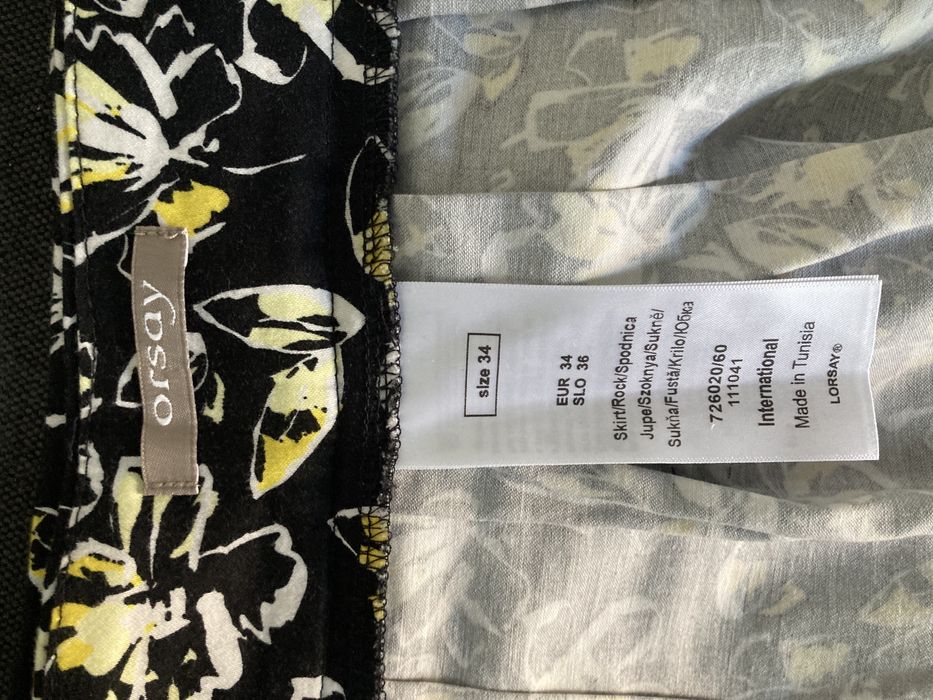 orsay
size 34
EUR 34
SLO 36
Skirt/Rock/Spodnica
Jupe/Szoknya/Sukně/
Sukňa/Fustă/Krilo/Юбка
726020/60
111041
International
Made in Tunisia
LORSAY®